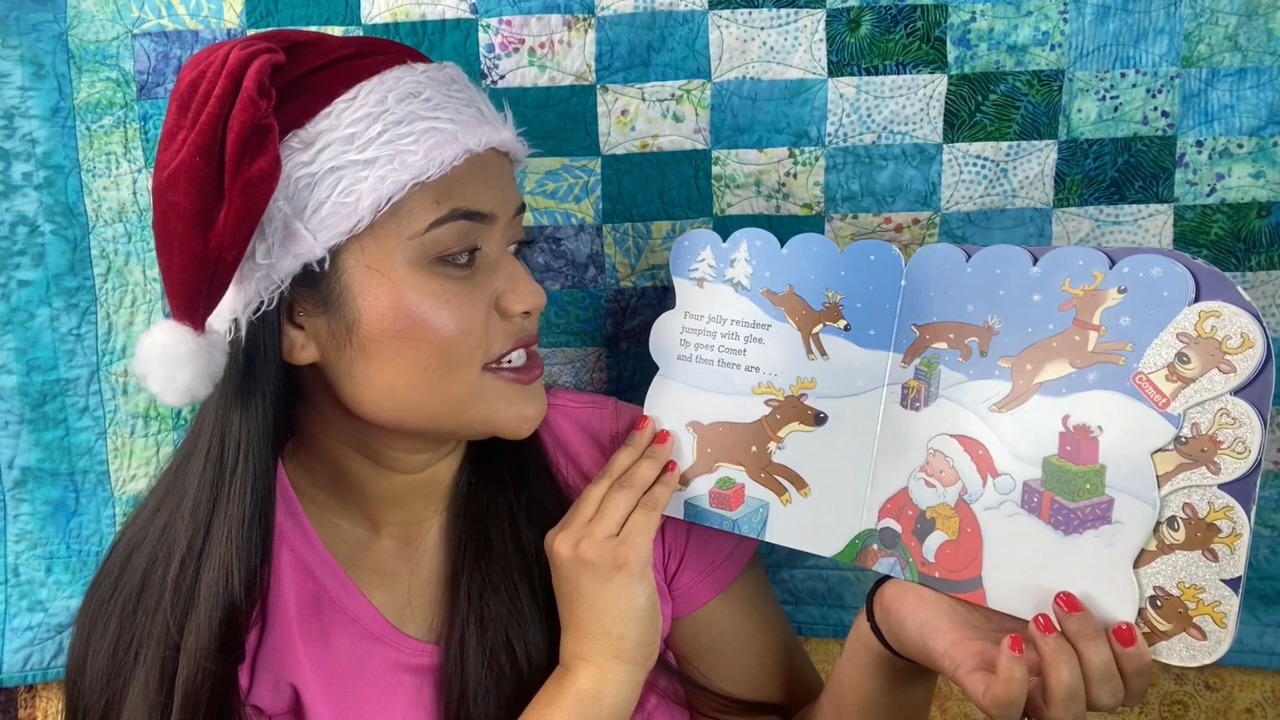 Four jolly reindeer
jumping with glee.
Up goes Comet
and then there are . . .
Comet